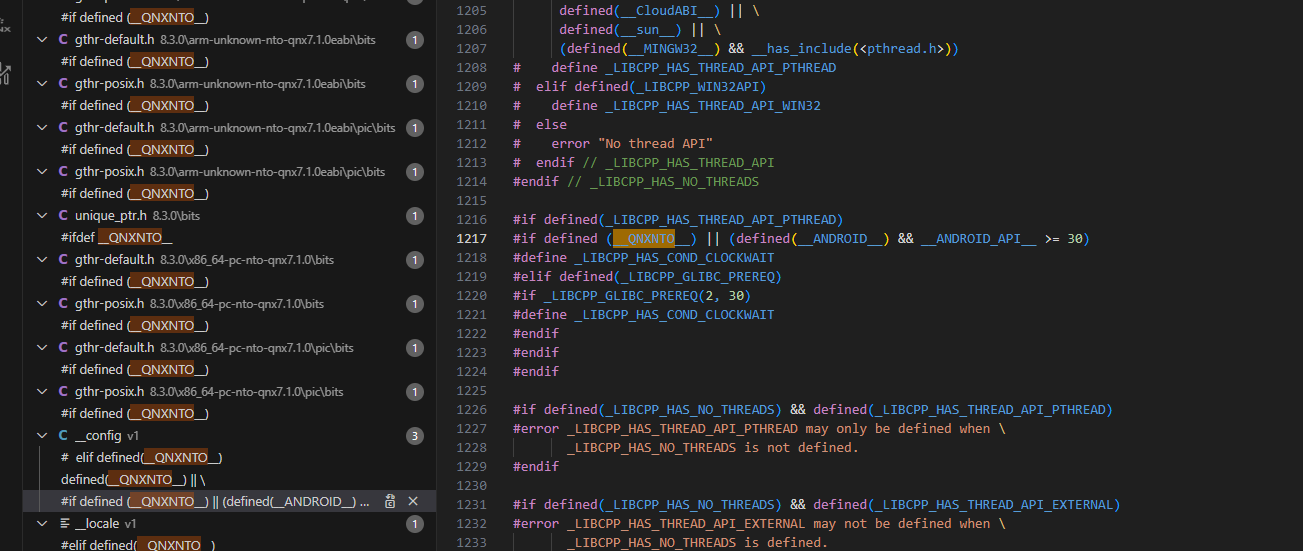 #if defined (__QNXNTO__)
gthr-default.h 8.3.0\arm-unknown-nto-qnx7.1.0eabi\bits 1
#if defined (__QNXNTO__)
gthr-posix.h 8.3.0\arm-unknown-nto-qnx7.1.0eabi\bits 1
#if defined (__QNXNTO__)
gthr-default.h 8.3.0\arm-unknown-nto-qnx7.1.0eabi\pic\bits 1
#if defined (__QNXNTO__)
gthr-posix.h 8.3.0\arm-unknown-nto-qnx7.1.0eabi\pic\bits 1
#if defined (__QNXNTO__)
unique_ptr.h 8.3.0\bits 1
#ifdef __QNXNTO__
gthr-default.h 8.3.0\x86_64-pc-nto-qnx7.1.0\bits 1
#if defined (__QNXNTO__)
gthr-posix.h 8.3.0\x86_64-pc-nto-qnx7.1.0\bits 1
#if defined (__QNXNTO__)
gthr-default.h 8.3.0\x86_64-pc-nto-qnx7.1.0\pic\bits 1
#if defined (__QNXNTO__)
gthr-posix.h 8.3.0\x86_64-pc-nto-qnx7.1.0\pic\bits 1
#if defined (__QNXNTO__)
__config v1 3
# elif defined(__QNXNTO__)
defined(__QNXNTO__) || \
#if defined (__QNXNTO__) || (defined(__ANDROID__) ...
__locale v1 1
#elif defined(__QNXNTO__)
1205 defined(__CloudABI__) || \
1206 defined(__sun__) || \
1207 (defined(__MINGW32__) && __has_include(<pthread.h>))
1208 # define _LIBCPP_HAS_THREAD_API_PTHREAD
1209 # elif defined(_LIBCPP_WIN32API)
1210 # define _LIBCPP_HAS_THREAD_API_WIN32
1211 # else
1212 # error "No thread API"
1213 # endif // _LIBCPP_HAS_THREAD_API
1214 #endif // _LIBCPP_HAS_NO_THREADS
1215
1216 #if defined(_LIBCPP_HAS_THREAD_API_PTHREAD)
1217 #if defined (__QNXNTO__) || (defined(__ANDROID__) && __ANDROID_API__ >= 30)
1218 #define _LIBCPP_HAS_COND_CLOCKWAIT
1219 #elif defined(_LIBCPP_GLIBC_PREREQ)
1220 #if _LIBCPP_GLIBC_PREREQ(2, 30)
1221 #define _LIBCPP_HAS_COND_CLOCKWAIT
1222 #endif
1223 #endif
1224 #endif
1225
1226 #if defined(_LIBCPP_HAS_NO_THREADS) && defined(_LIBCPP_HAS_THREAD_API_PTHREAD)
1227 #error _LIBCPP_HAS_THREAD_API_PTHREAD may only be defined when \
1228 _LIBCPP_HAS_NO_THREADS is not defined.
1229 #endif
1230
1231 #if defined(_LIBCPP_HAS_NO_THREADS) && defined(_LIBCPP_HAS_THREAD_API_EXTERNAL)
1232 #error _LIBCPP_HAS_THREAD_API_EXTERNAL may not be defined when \
1233 _LIBCPP_HAS_NO_THREADS is defined.